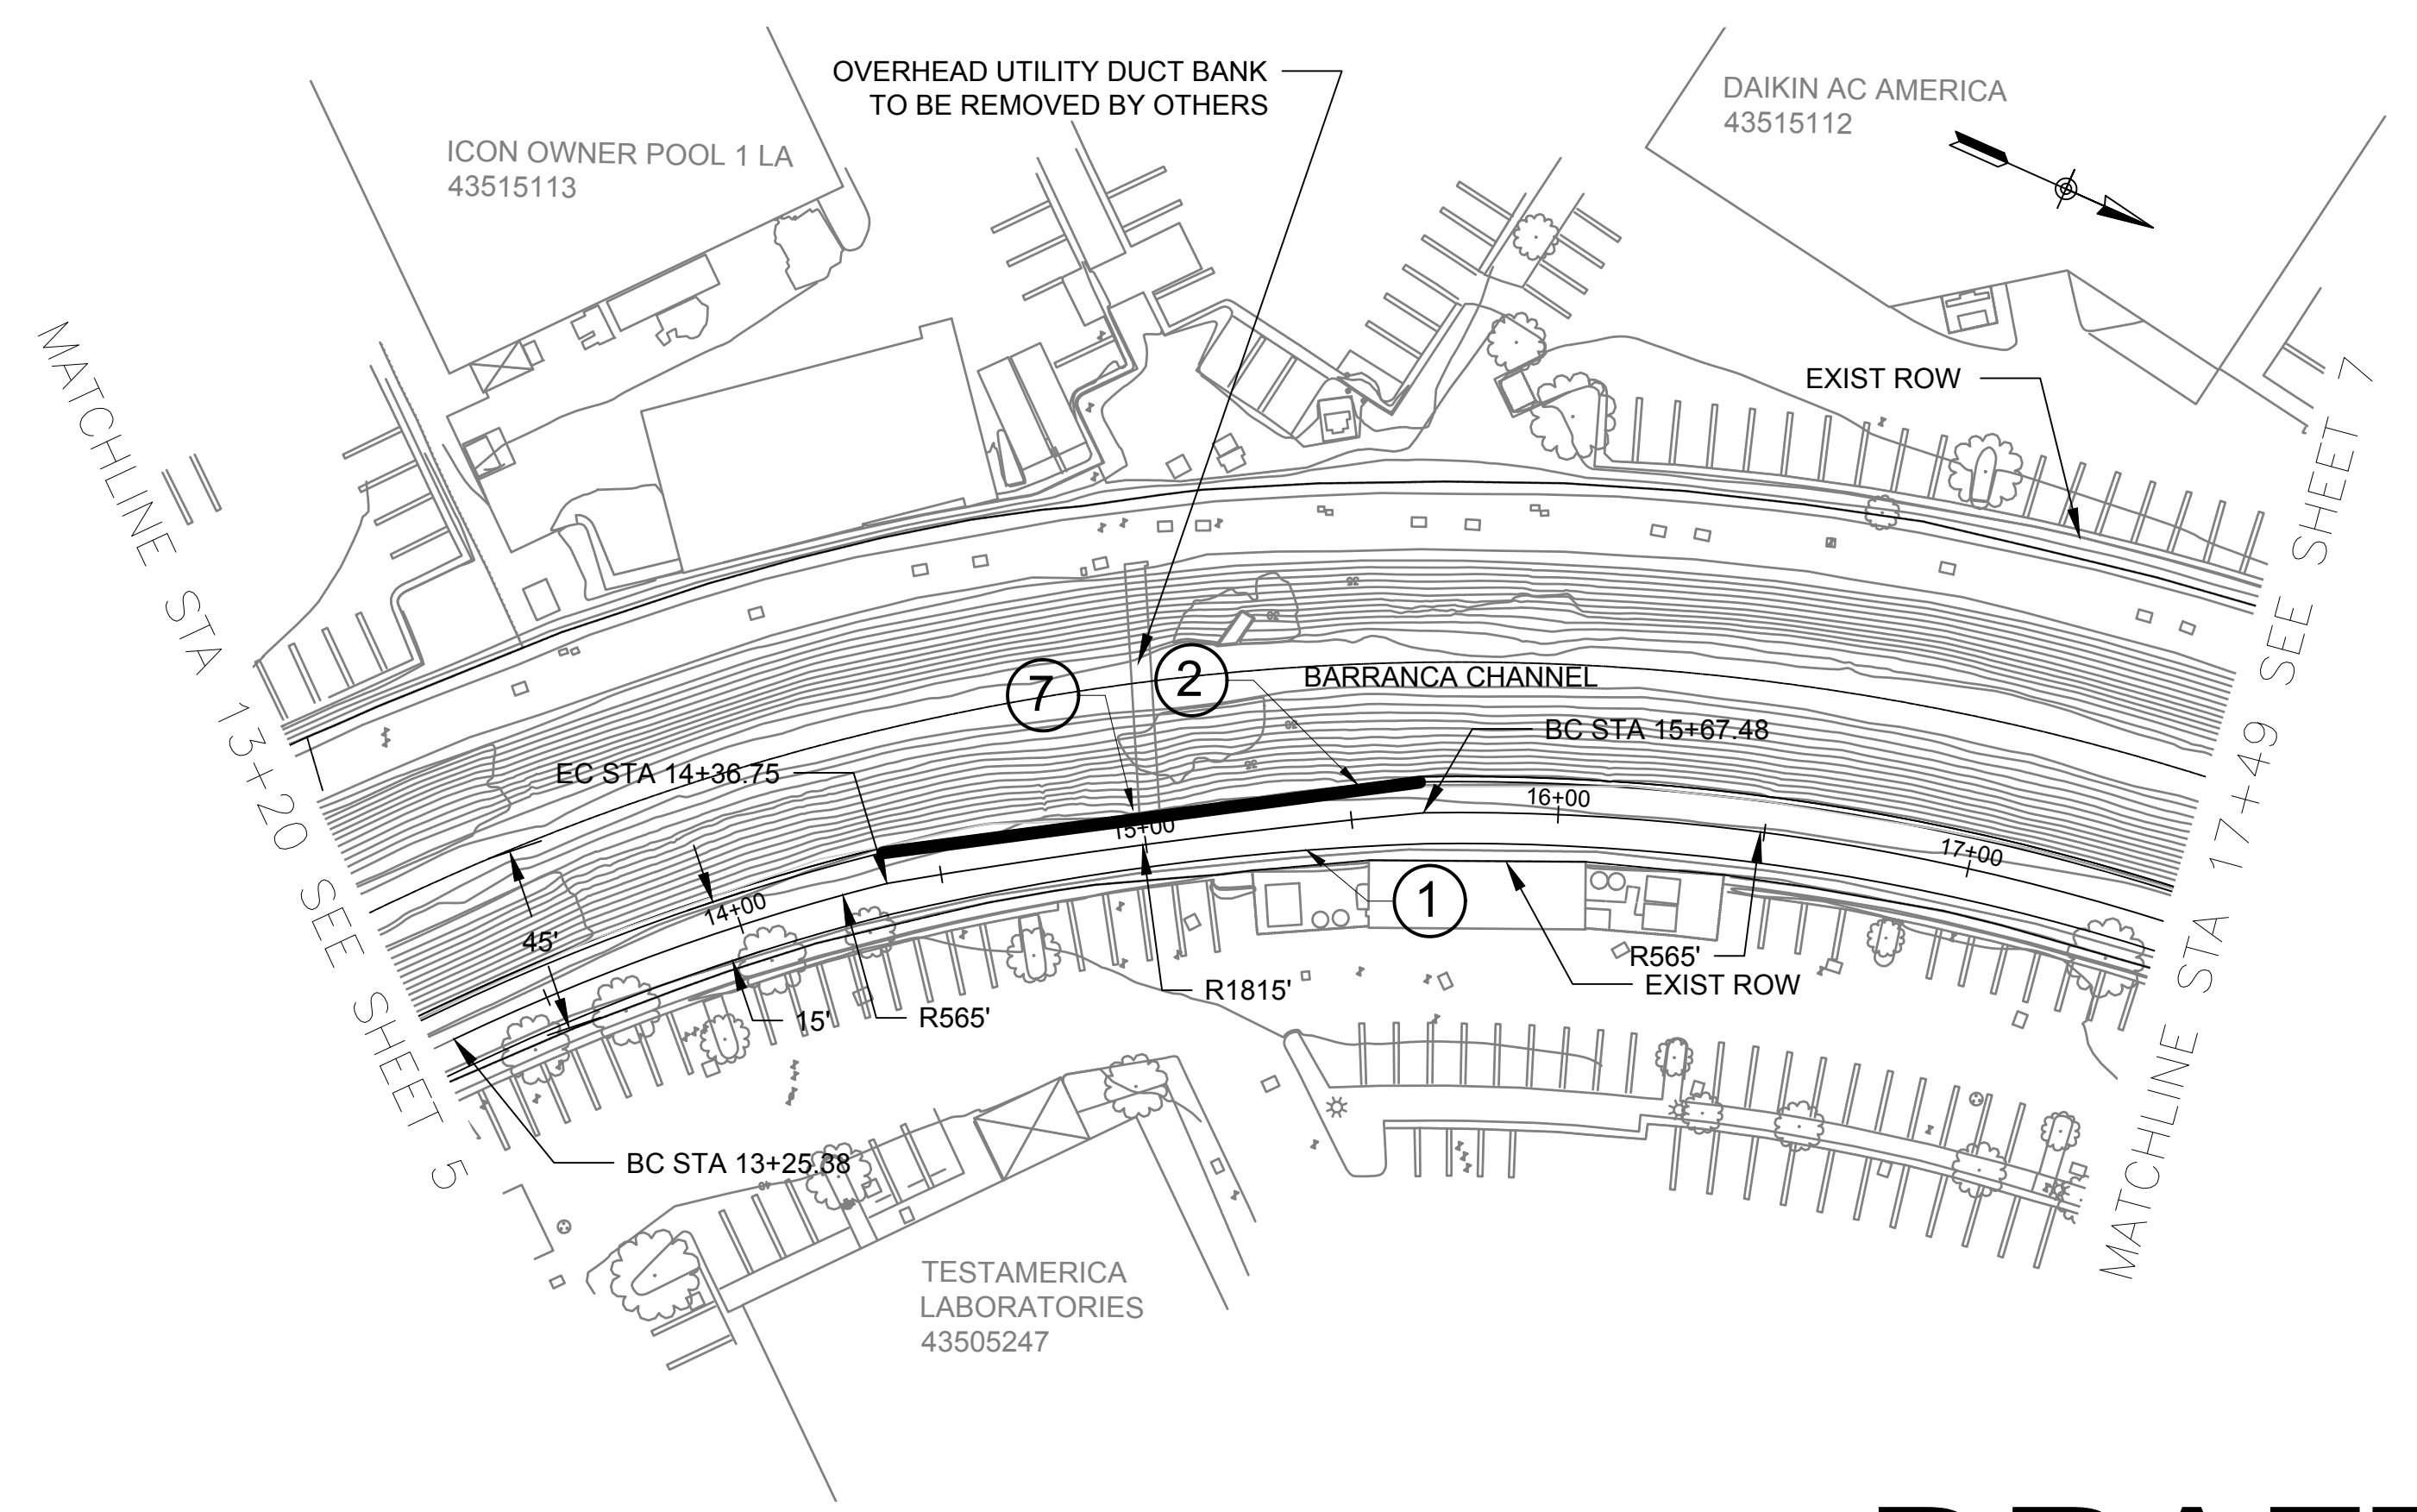 OVERHEAD UTILITY DUCT BANK
TO BE REMOVED BY OTHERS
DAIKIN AC AMERICA
43515112
ICON OWNER POOL 1 LA
43515113
EXIST ROW
MATCHLINE STA 13+20 SEE SHEET 5
MATCHLINE STA 17+49 SEE SHEET 7
7
2
BARRANCA CHANNEL
BC STA 15+67.48
EC STA 14+36.75
16+00
15+00
17+00
14+00
1
45'
15'
R565'
R1815'
R565'
EXIST ROW
BC STA 13+25.38
TESTAMERICA
LABORATORIES
43505247